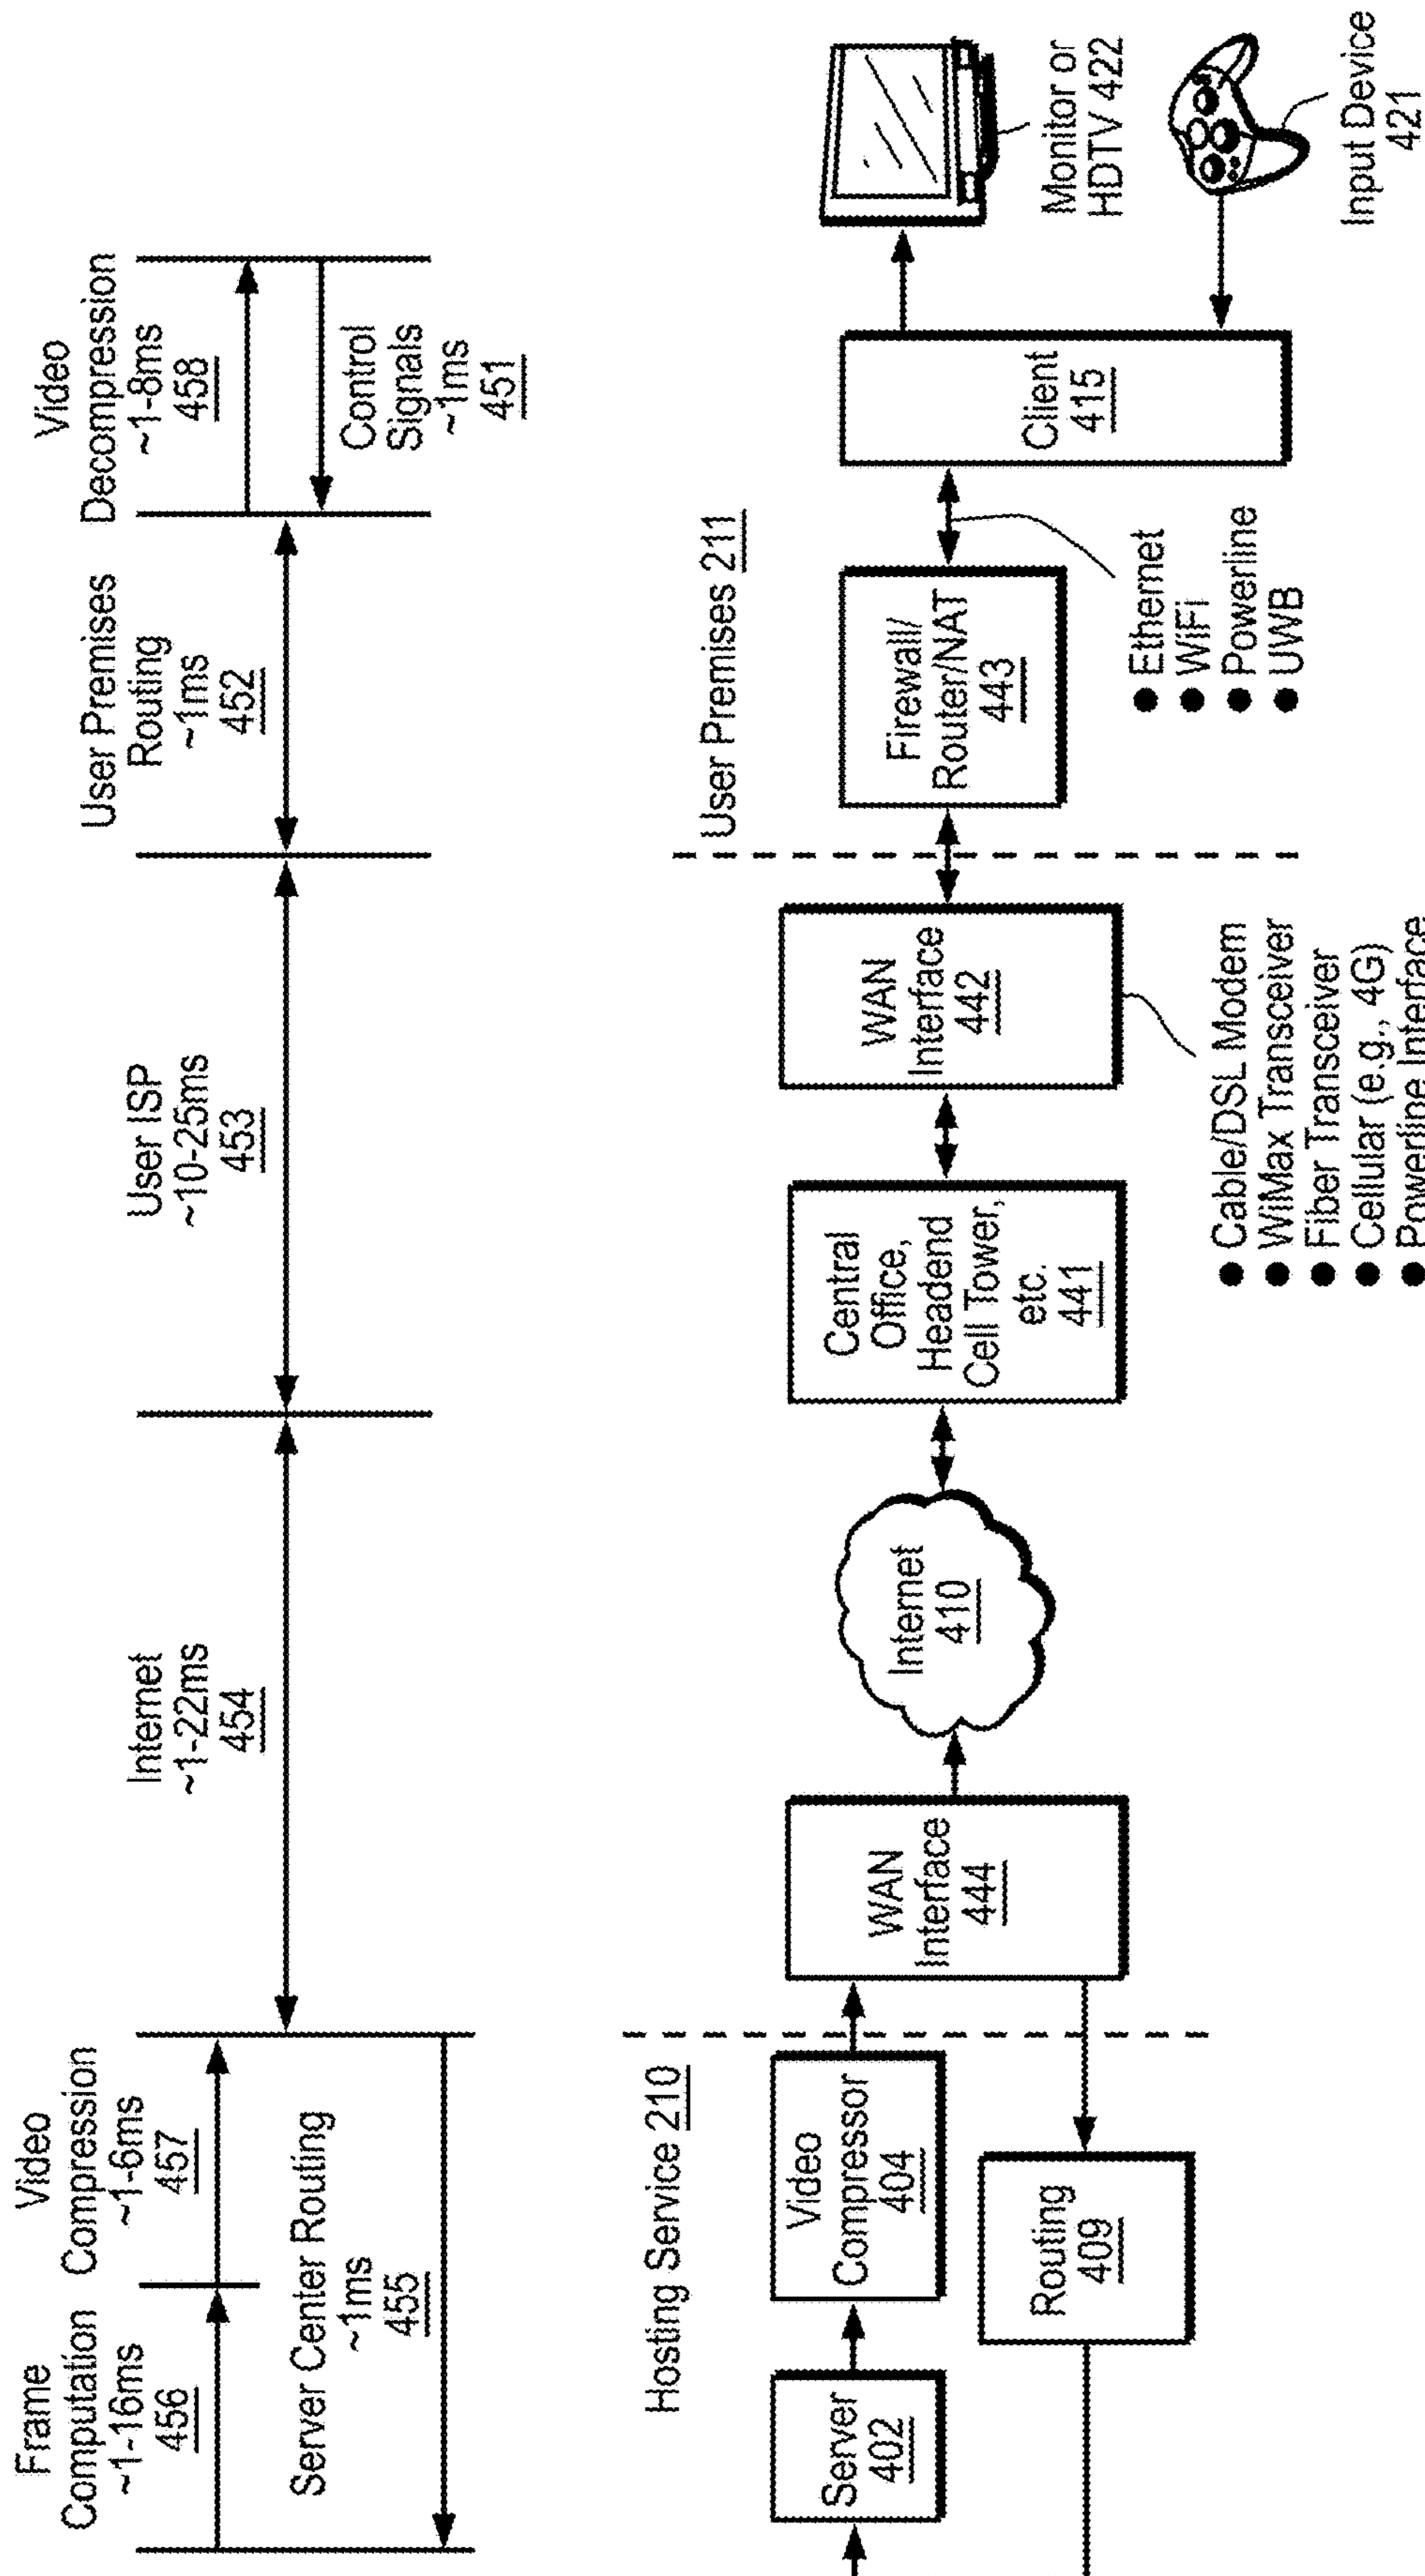 Frame
Computation
~1-16ms
456
Video
Compression
~1-6ms
457
Server Center Routing
~1ms
455
Internet
~1-22ms
454
User ISP
~10-25ms
453
User Premises
Routing
~1ms
452
Video
Decompression
~1-8ms
458
Control
Signals
~1ms
451
Hosting Service 210
User Premises 211
Server
402
Video
Compressor
404
Routing
409
WAN
Interface
444
Internet
410
Central
Office,
Headend
Cell Tower,
etc.
441
WAN
Interface
442
● Cable/DSL Modem
● WiMax Transceiver
● Fiber Transceiver
● Cellular (e.g., 4G)
● Powerline Interface
Firewall/
Router/NAT
443
● Ethernet
● WiFi
● Powerline
● UWB
Client
415
Monitor or
HDTV 422
Input Device
421